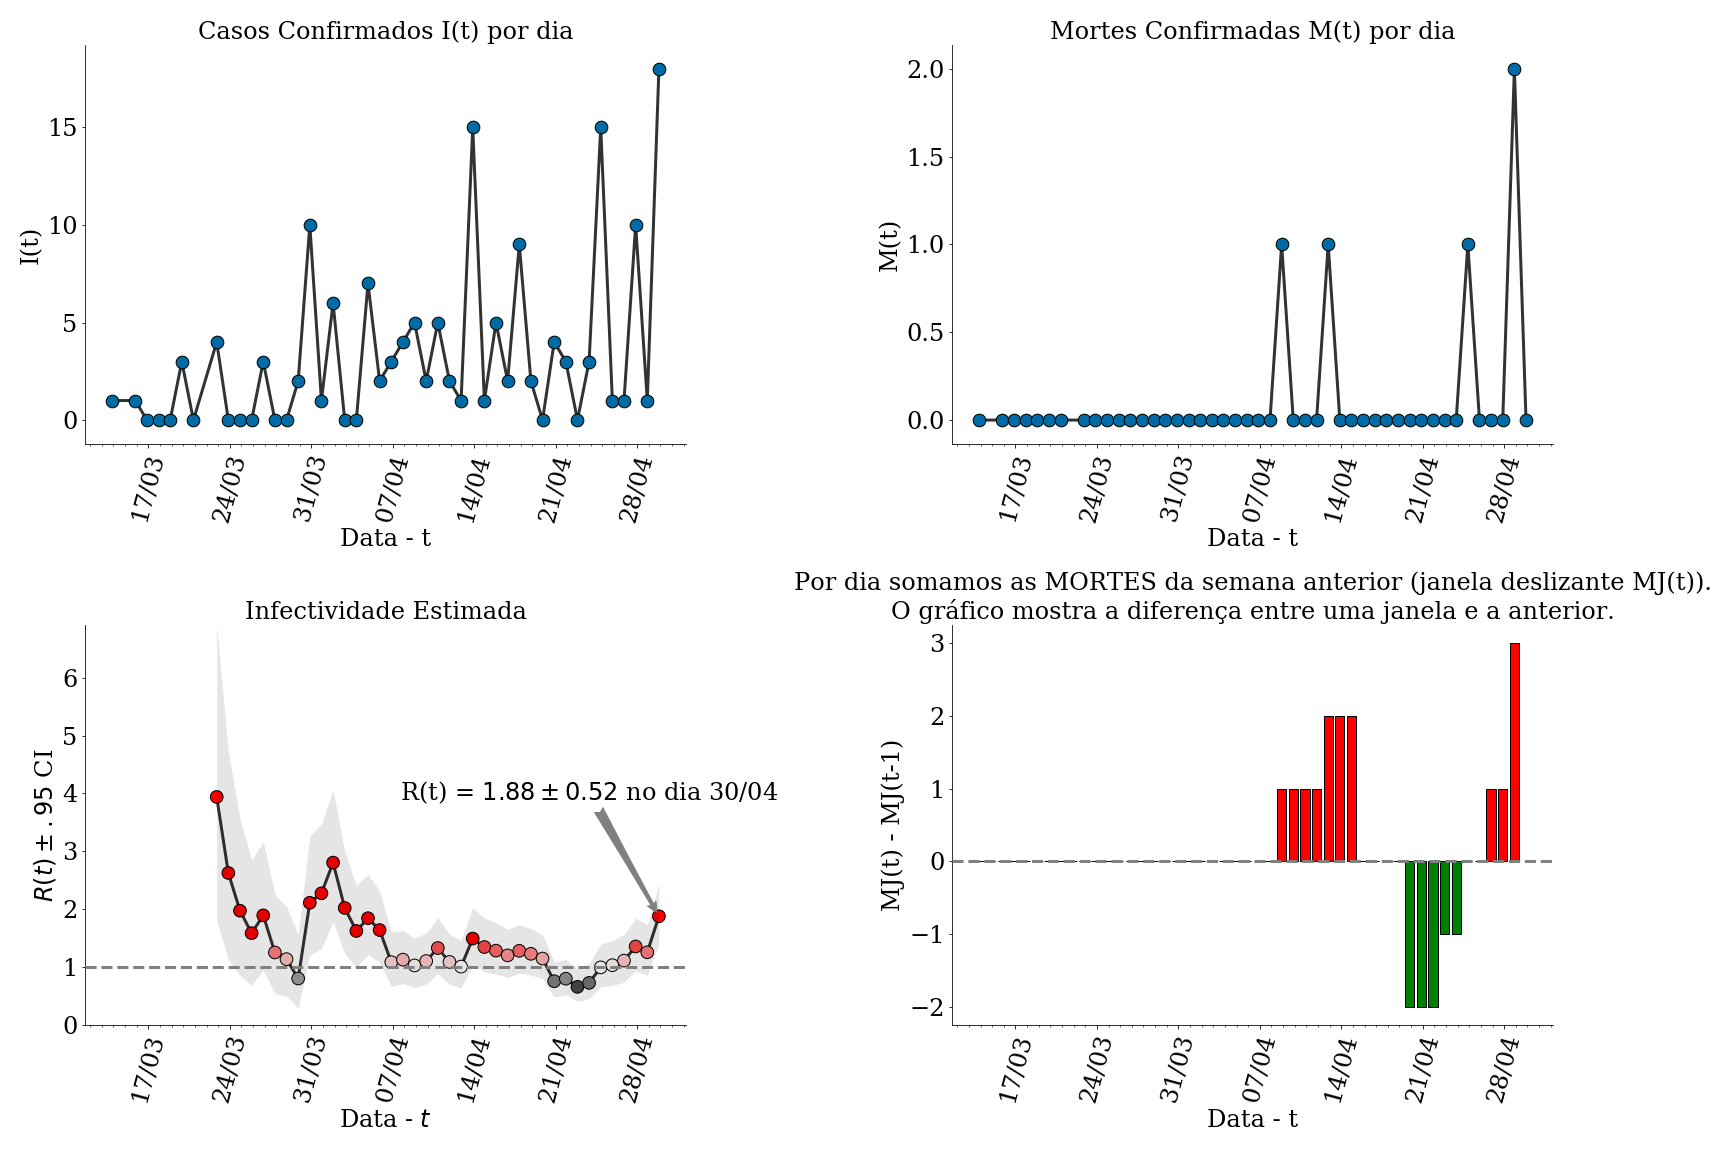 Casos Confirmados I(t) por dia
I(t)
15
10
5
0
17/03 24/03 31/03 07/04 14/04 21/04 28/04
Data - t
Mortes Confirmadas M(t) por dia
M(t)
2.0
1.5
1.0
0.5
0.0
17/03 24/03 31/03 07/04 14/04 21/04 28/04
Data - t
Infectividade Estimada
R(t) ± .95 CI
6
5
4
3
2
1
0
R(t) = 1.88 ± 0.52 no dia 30/04
17/03 24/03 31/03 07/04 14/04 21/04 28/04
Data - t
Por dia somamos as MORTES da semana anterior (janela deslizante MJ(t)).
O gráfico mostra a diferença entre uma janela e a anterior.
MJ(t) - MJ(t-1)
3
2
1
0
−1
−2
17/03 24/03 31/03 07/04 14/04 21/04 28/04
Data - t